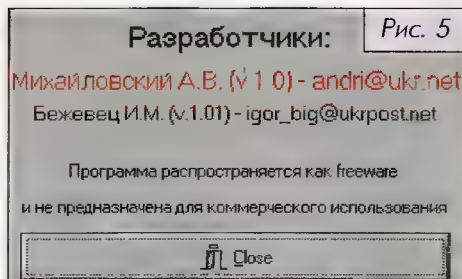 Разработчики:
Рис. 5
Михайловский А.В. (v 1 0) - andri@ukr.net
Бежевец И.М. (v.1.01) - igor_big@ukrpost.net
Программа распространяется как freeware
и не предназначена для коммерческого использования
Close